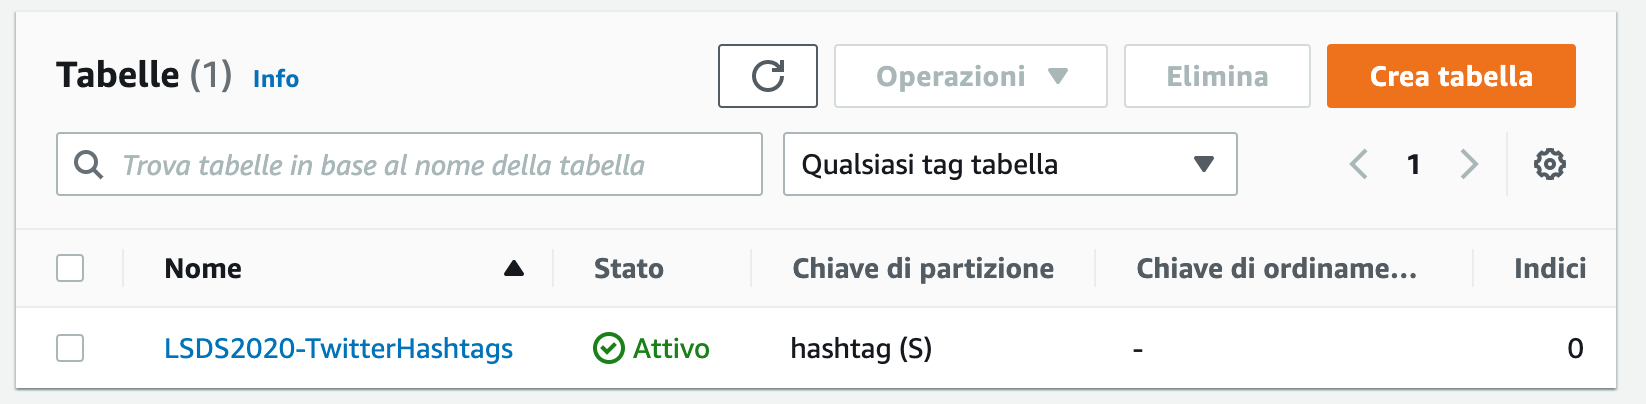 Tabelle (1) Info
Operazioni
Elimina
Crea tabella
Trova tabelle in base al nome della tabella
Qualsiasi tag tabella
1
Nome Stato Chiave di partizione Chiave di ordiname... Indici
LSDS2020-TwitterHashtags Attivo hashtag (S) - 0